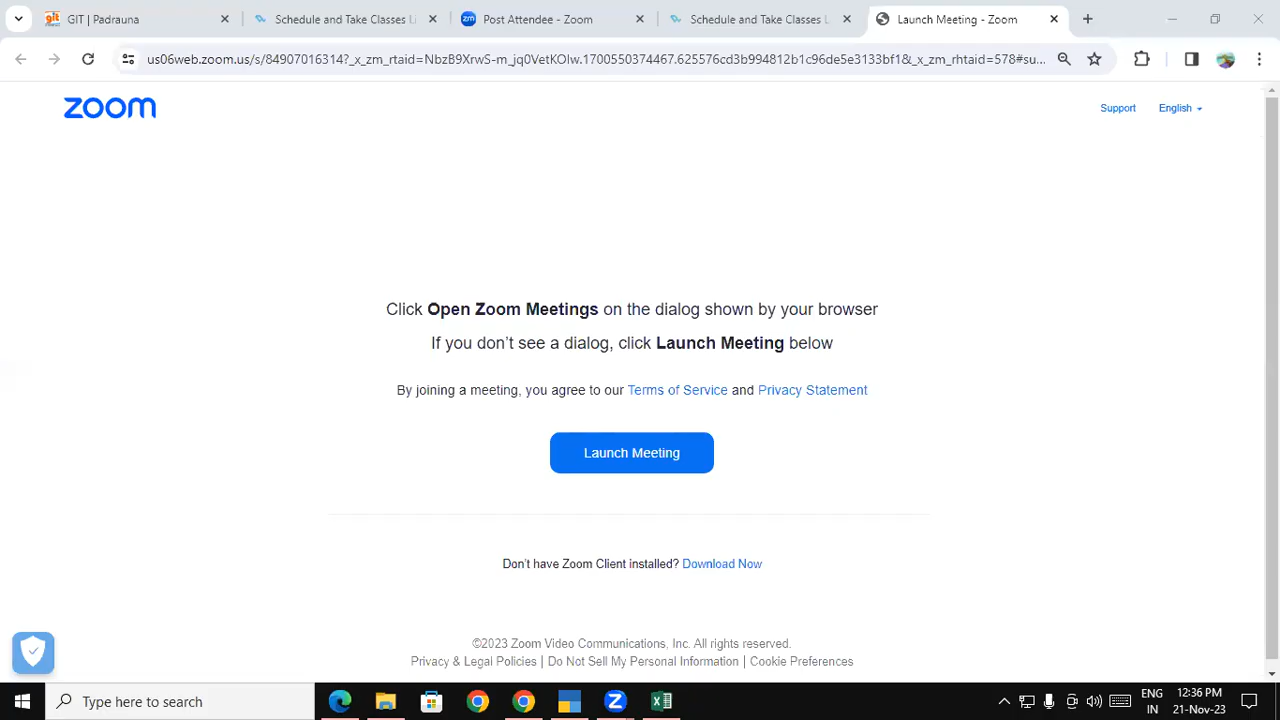 GIT | Padrauna
Schedule and Take Classes Li
Post Attendee - Zoom
Schedule and Take Classes L
Launch Meeting - Zoom
us06web.zoom.us/s/84907016314?_x_zm_rtaid=NbzB9XrwS-m_jq0VetKOIw.1700550374467.625576cd3b994812b1c96de5e3133bf1&_x_zm_rhtaid=578#su...
zoom
Support
English
Click Open Zoom Meetings on the dialog shown by your browser
If you don't see a dialog, click Launch Meeting below
By joining a meeting, you agree to our Terms of Service and Privacy Statement
Launch Meeting
Don't have Zoom Client installed? Download Now
©2023 Zoom Video Communications, Inc. All rights reserved.
Privacy & Legal Policies | Do Not Sell My Personal Information | Cookie Preferences
Type here to search
ENG
IN
12:36 PM
21-Nov-23